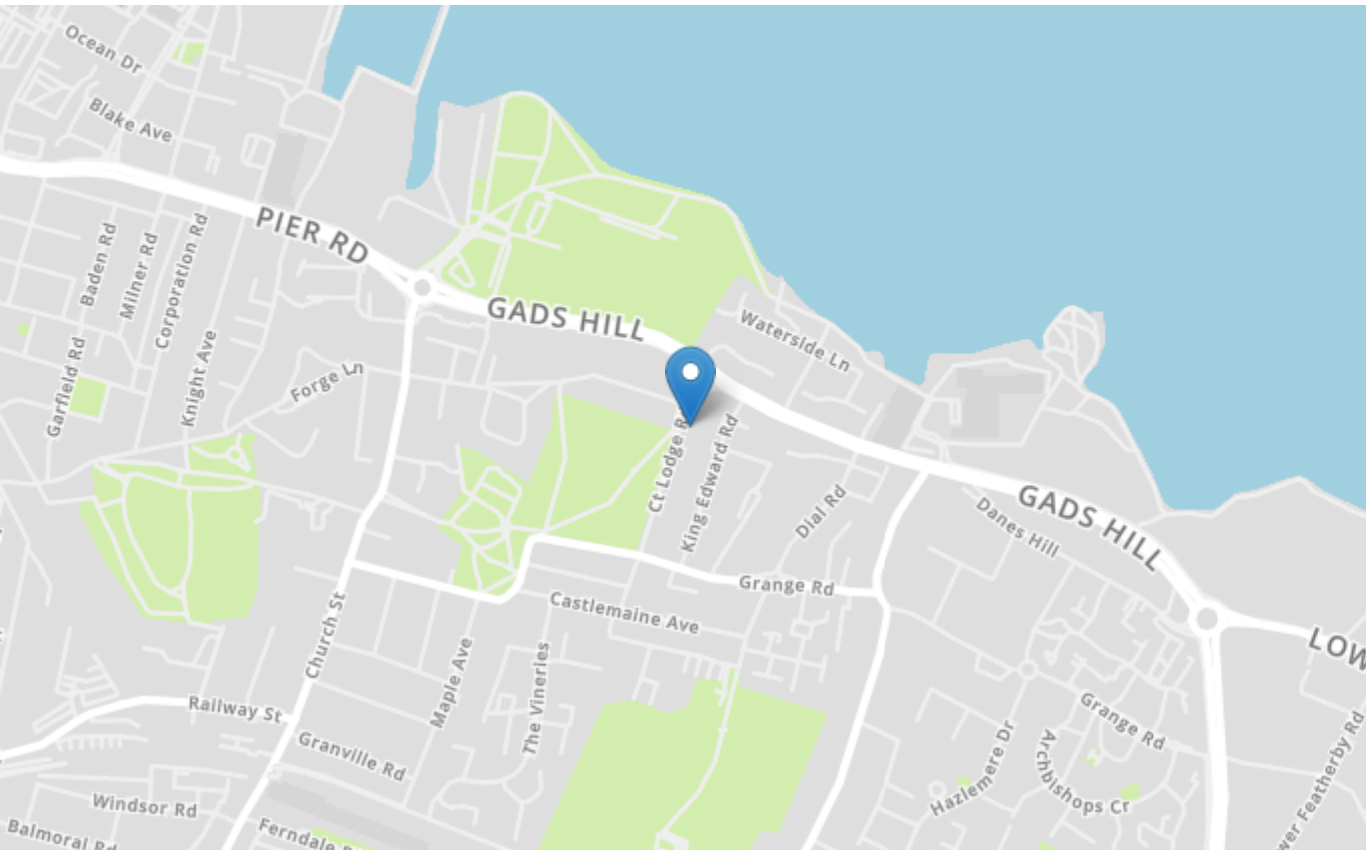 Ocean Dr
Blake Ave
PIER RD
Baden Rd
Milner Rd
Corporation Rd
Knight Ave
Garfield Rd
Forge Ln
GADS HILL
Waterside Ln
Ct Lodge R
King Edward Rd
Dial Rd
Danes Hill
GADS HILL
Grange Rd
Castlemaine Ave
Church St
Maple Ave
The Vineries
Railway St
Granville Rd
Windsor Rd
Balmoral Rd
Ferndale R
LOW
Grange Rd
Hazlemere Dr
Archbishops Cr
wer Featherby Rd